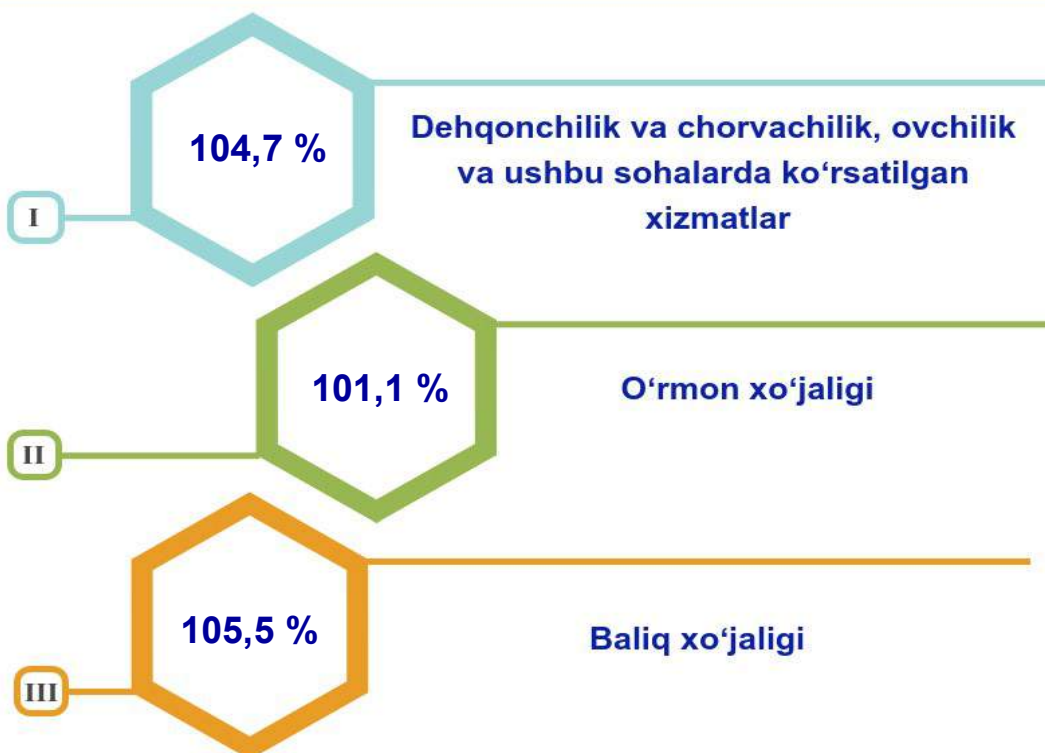 104,7 %
Dehqonchilik va chorvachilik, ovchilik
va ushbu sohalarda ko‘rsatilgan
xizmatlar
I
101,1 %
O‘rmon xo‘jaligi
II
105,5 %
Baliq xo‘jaligi
III